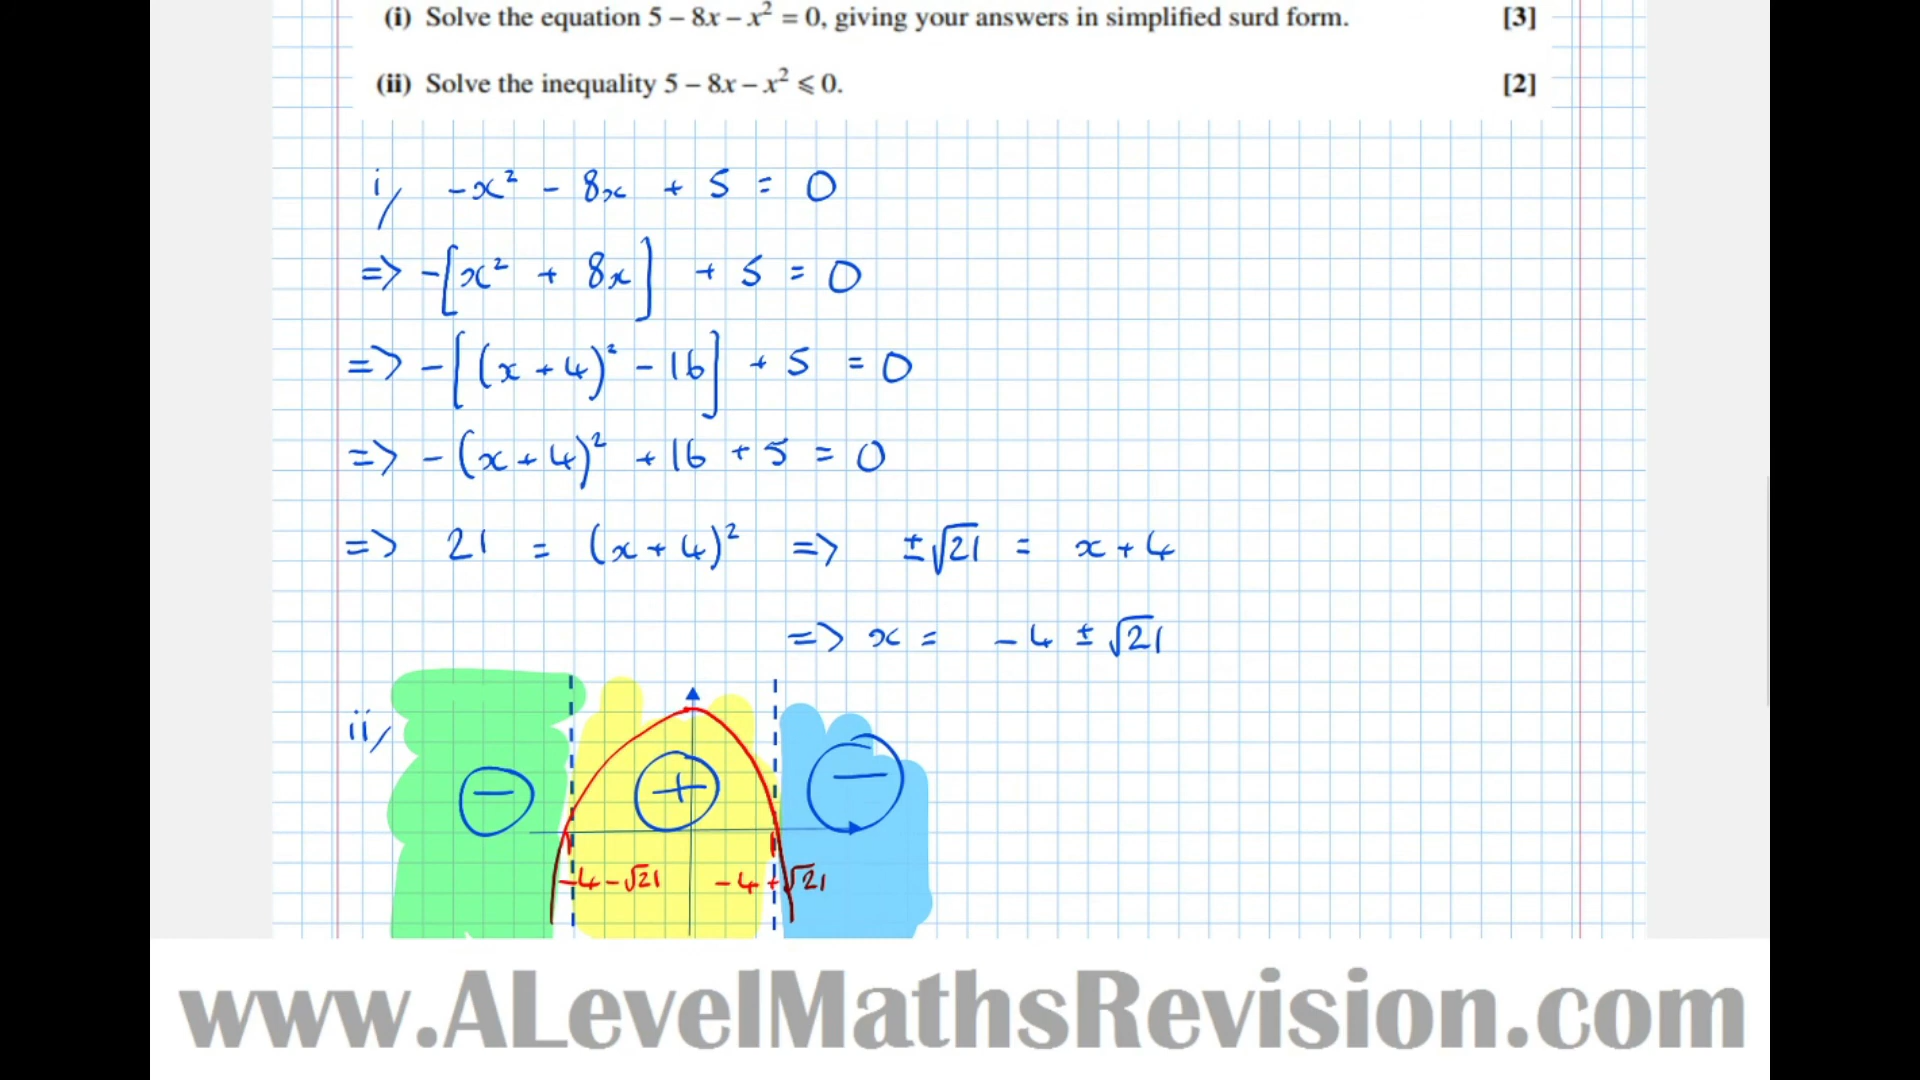 (i) Solve the equation 5 – 8x – x² = 0, giving your answers in simplified surd form. [3]
(ii) Solve the inequality 5 – 8x – x² ⩽ 0. [2]
i/ -x² - 8x + 5 = 0
=> -[x² + 8x] + 5 = 0
=> -[(x+4)² - 16] + 5 = 0
=> -(x+4)² + 16 + 5 = 0
=> 21 = (x+4)² => ±√21 = x+4
=> x = -4 ± √21
ii/
− + −
-4-√21 -4+√21
www.ALevelMathsRevision.com